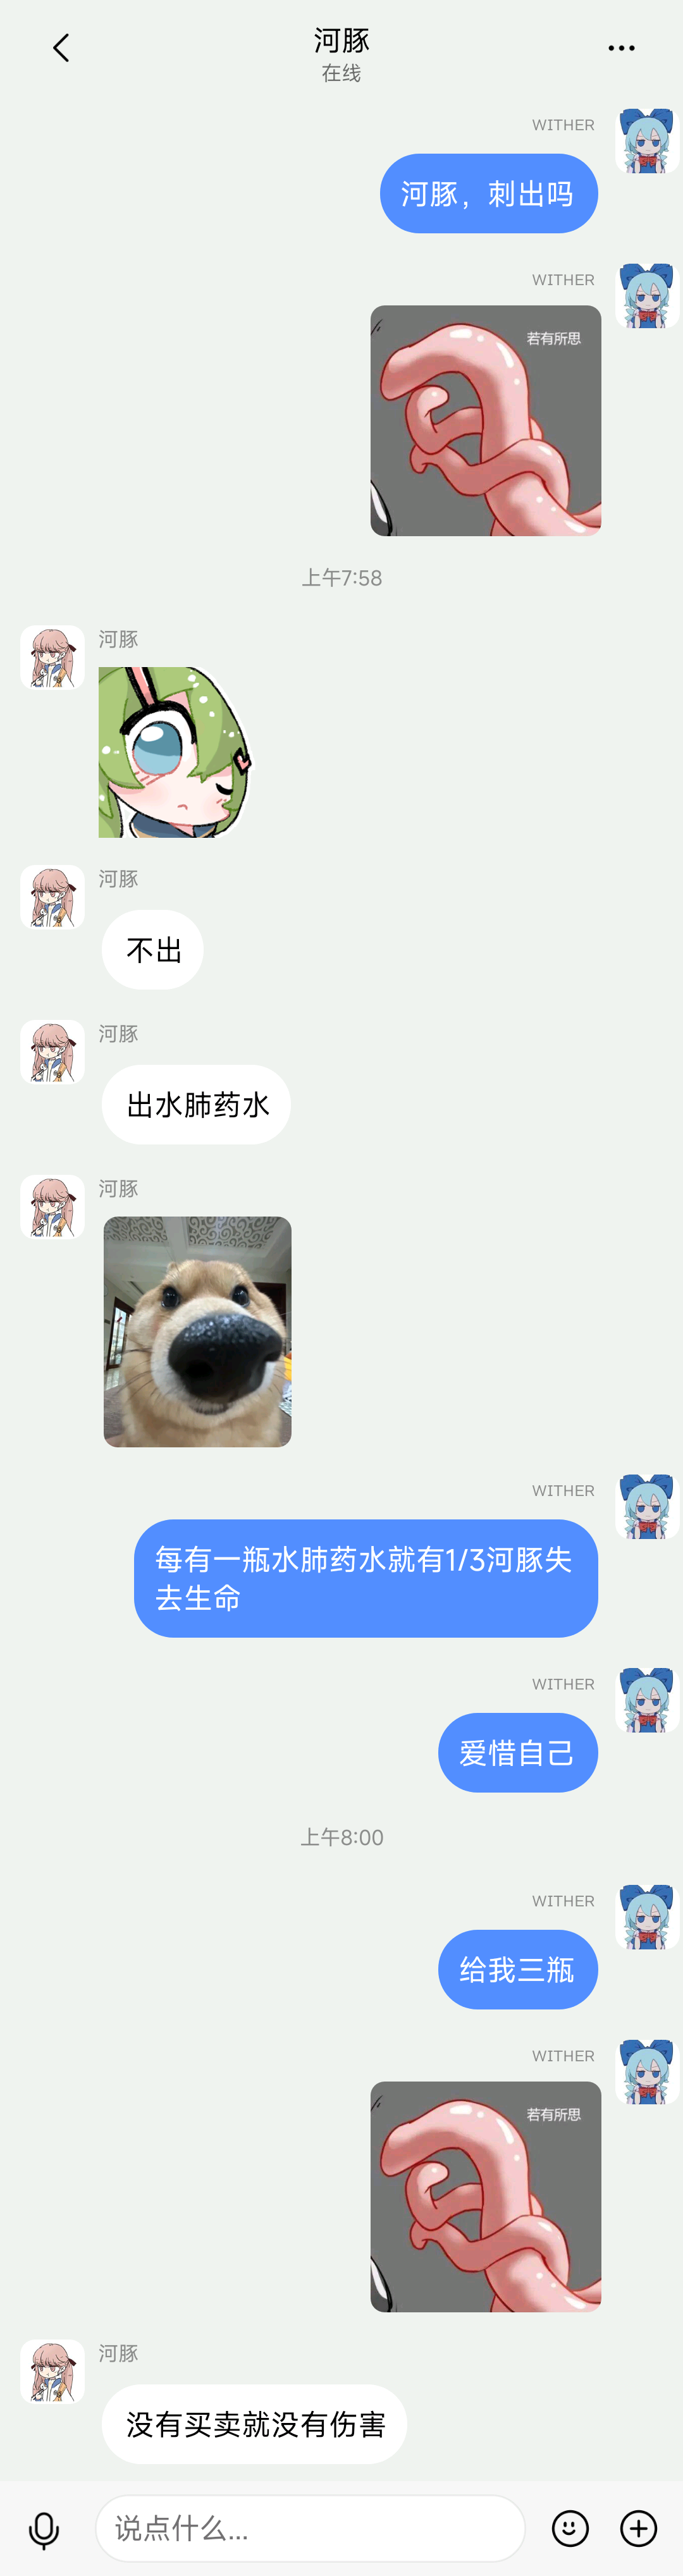 河豚
在线
WITHER
河豚，刺出吗
WITHER
若有所思
上午7:58
河豚
河豚
不出
河豚
出水肺药水
河豚
WITHER
每有一瓶水肺药水就有1/3河豚失
去生命
WITHER
爱惜自己
上午8:00
WITHER
给我三瓶
WITHER
若有所思
河豚
没有买卖就没有伤害
说点什么...